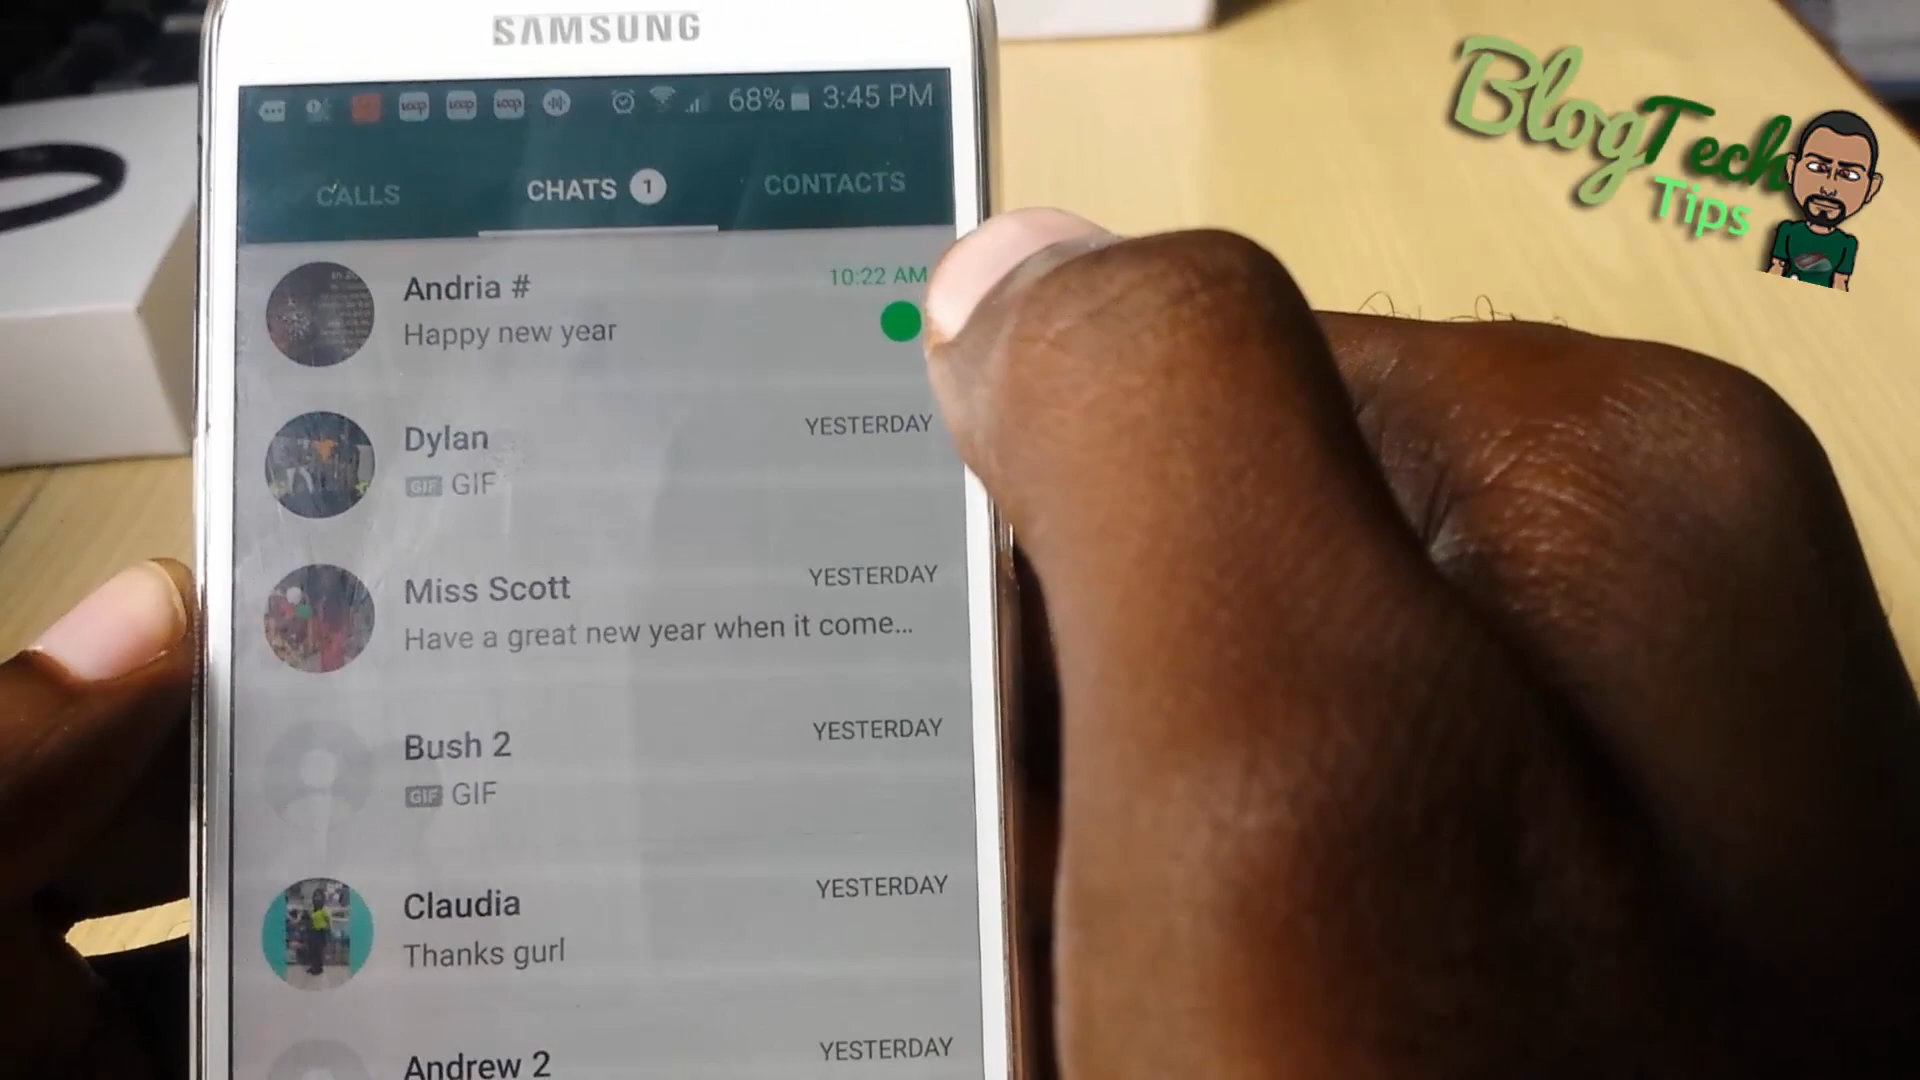 SAMSUNG
68% 3:45 PM
CALLS CHATS 1 CONTACTS
Andria # 10:22 AM
Happy new year
Dylan YESTERDAY
GIF GIF
Miss Scott YESTERDAY
Have a great new year when it come...
Bush 2 YESTERDAY
GIF GIF
Claudia YESTERDAY
Thanks gurl
Andrew 2 YESTERDAY
BlogTech
Tips